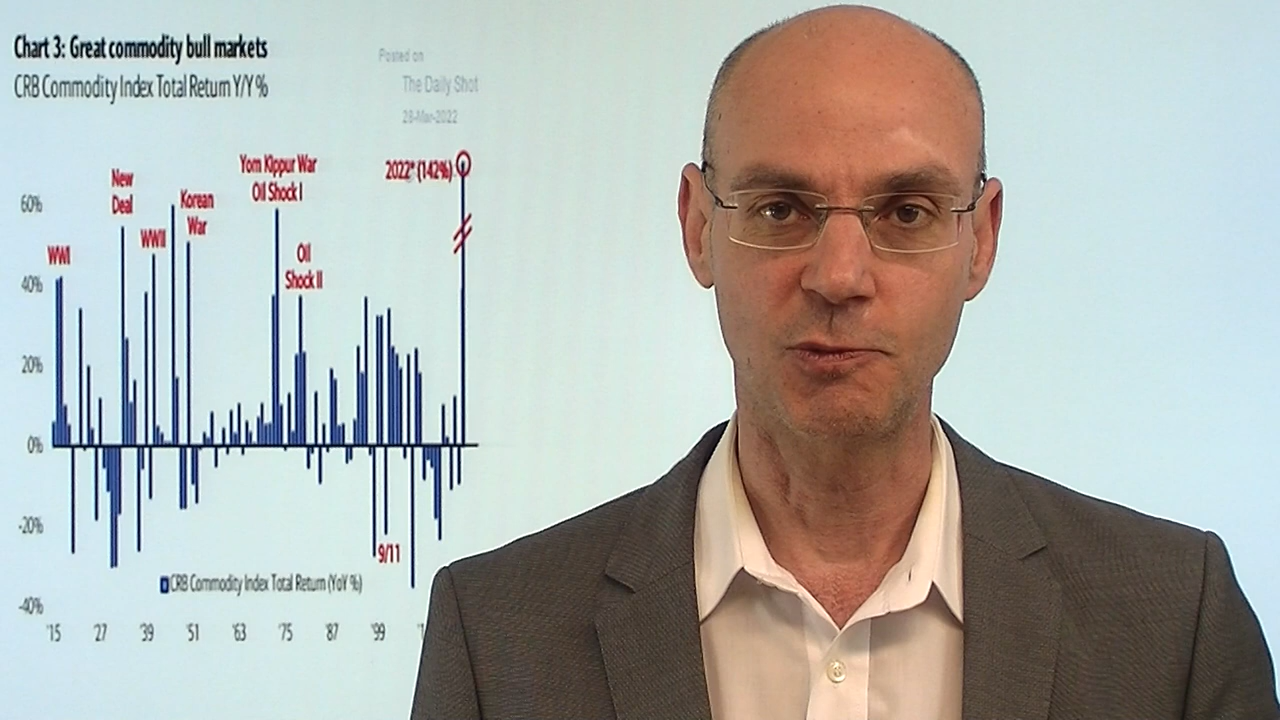 Chart 3: Great commodity bull markets
CRB Commodity Index Total Return Y/Y %
Posted on
The Daily Shot
28-Mar-2022
Yom Kippur War
Oil Shock I
2022* (142%)
New
Deal
Korean
War
WWII
WWI
Oil
Shock II
60%
40%
20%
0%
-20%
-40%
9/11
CRB Commodity Index Total Return (YoY %)
'15 '27 '39 '51 '63 '75 '87 '99